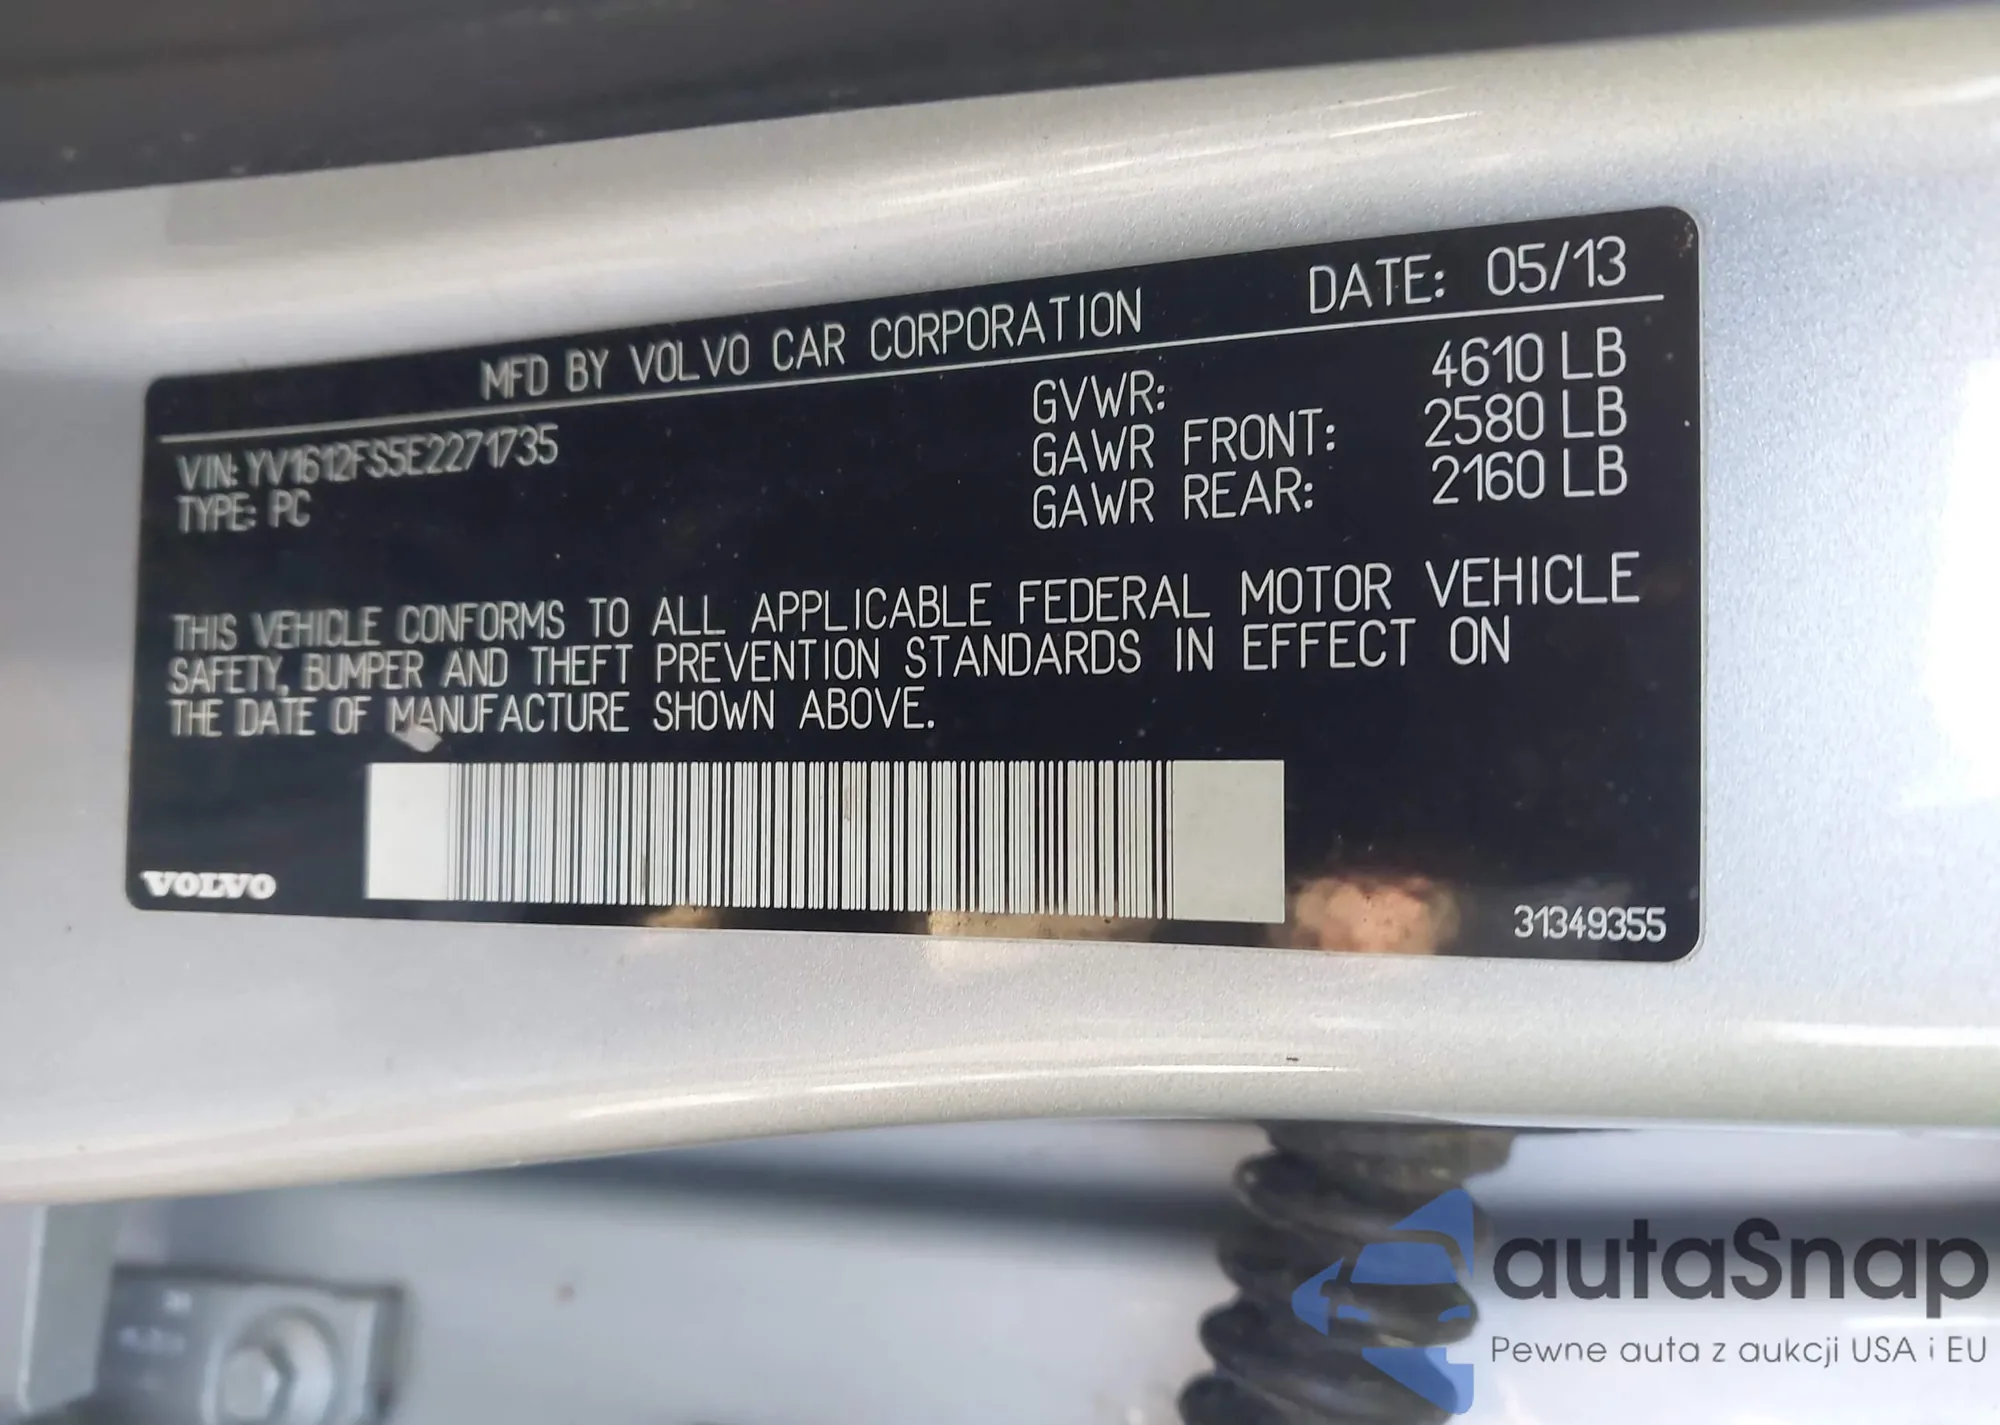 MFD BY VOLVO CAR CORPORATION DATE: 05/13
VIN: YV1612FS5E2271735
TYPE: PC
GVWR: 4610 LB
GAWR FRONT: 2580 LB
GAWR REAR: 2160 LB
THIS VEHICLE CONFORMS TO ALL APPLICABLE FEDERAL MOTOR VEHICLE
SAFETY, BUMPER AND THEFT PREVENTION STANDARDS IN EFFECT ON
THE DATE OF MANUFACTURE SHOWN ABOVE.
VOLVO
31349355
autaSnap
Pewne auta z aukcji USA i EU